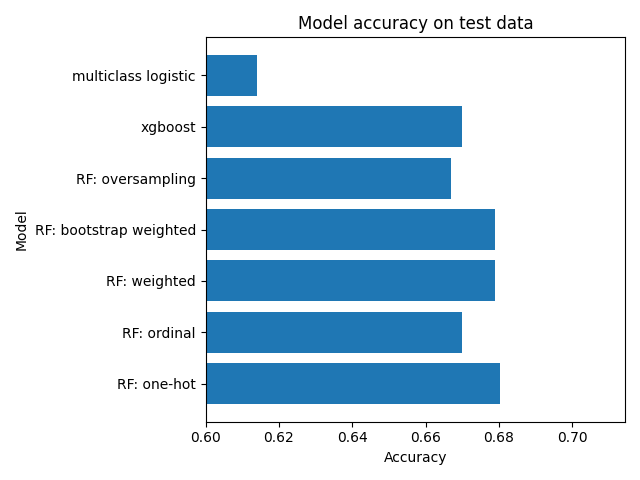 Model accuracy on test data
multiclass logistic
xgboost
RF: oversampling
RF: bootstrap weighted
RF: weighted
RF: ordinal
RF: one-hot
Model
0.60 0.62 0.64 0.66 0.68 0.70
Accuracy